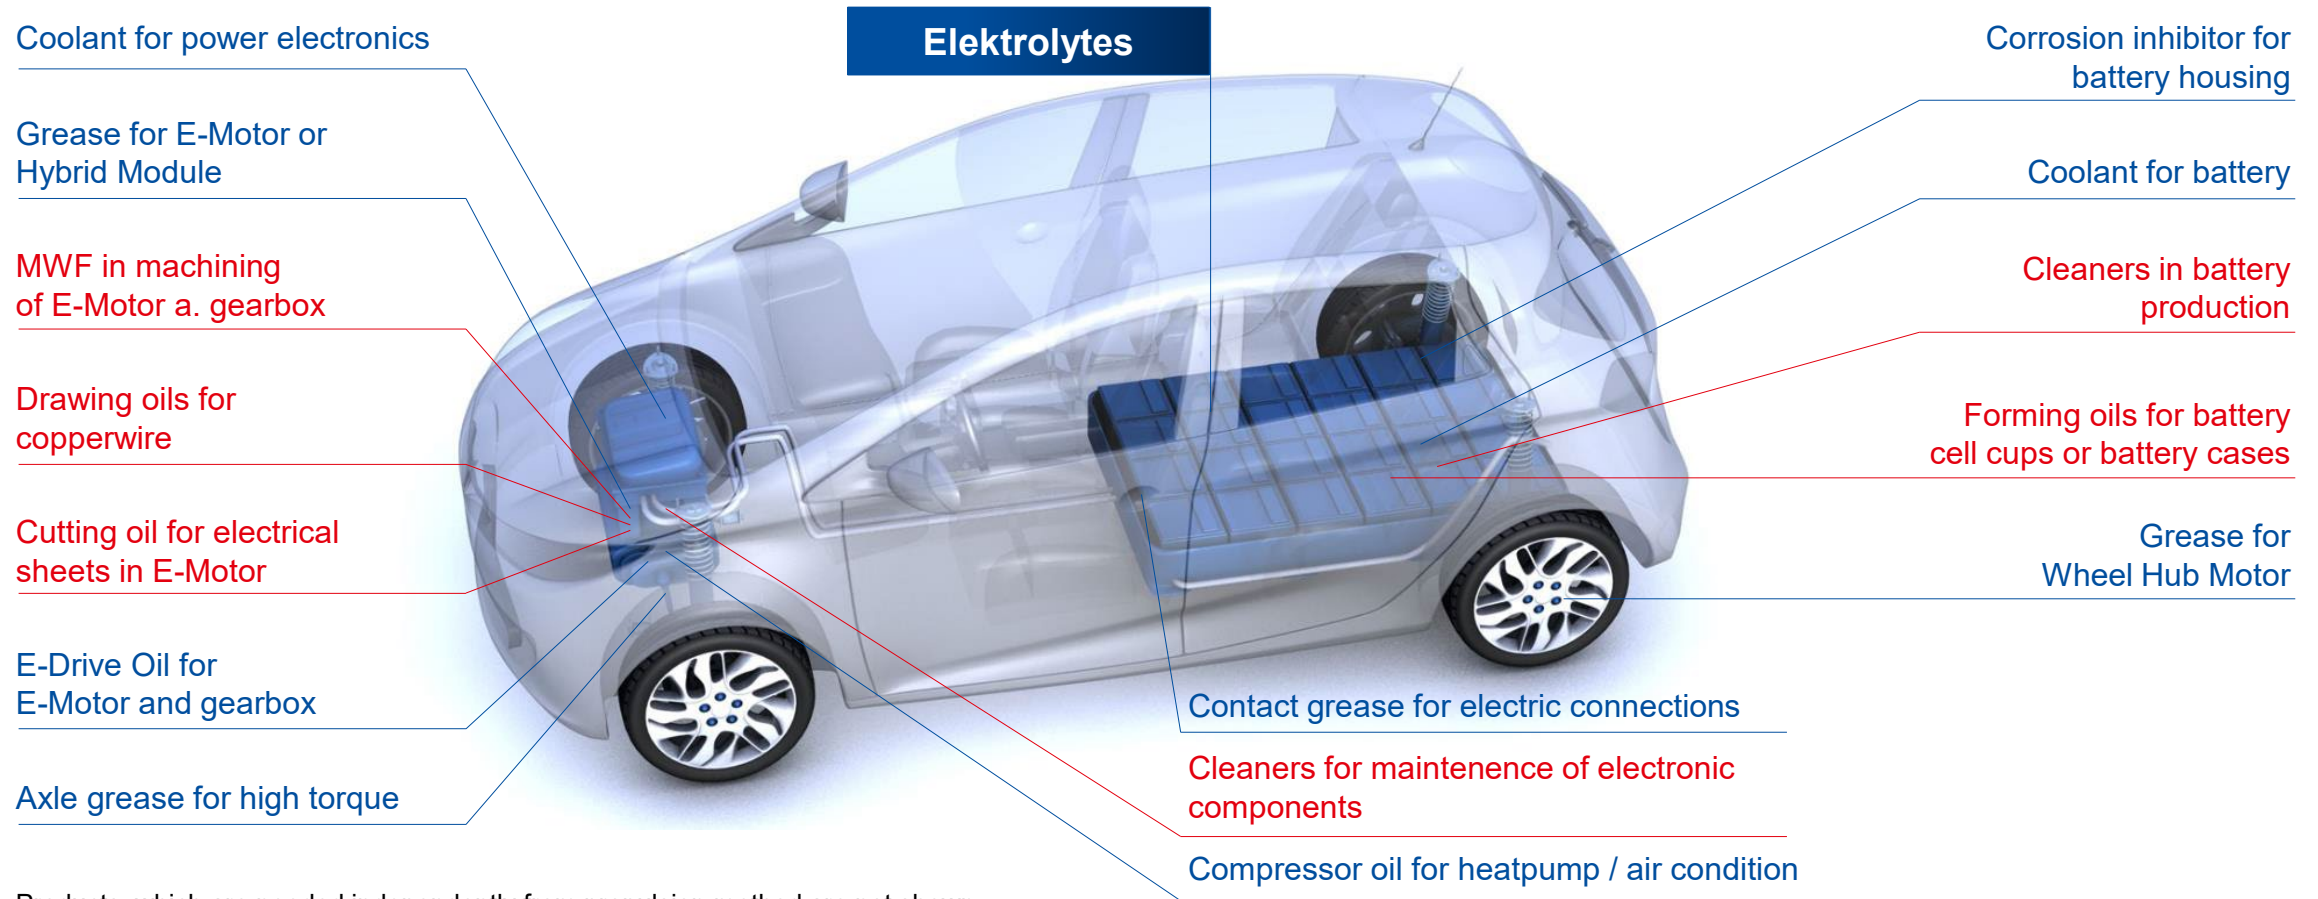 Elektrolytes
Coolant for power electronics
Grease for E-Motor or
Hybrid Module
MWF in machining
of E-Motor a. gearbox
Drawing oils for
copperwire
Cutting oil for electrical
sheets in E-Motor
E-Drive Oil for
E-Motor and gearbox
Axle grease for high torque
Corrosion inhibitor for
battery housing
Coolant for battery
Cleaners in battery
production
Forming oils for battery
cell cups or battery cases
Grease for
Wheel Hub Motor
Contact grease for electric connections
Cleaners for maintenence of electronic
components
Compressor oil for heatpump / air condition